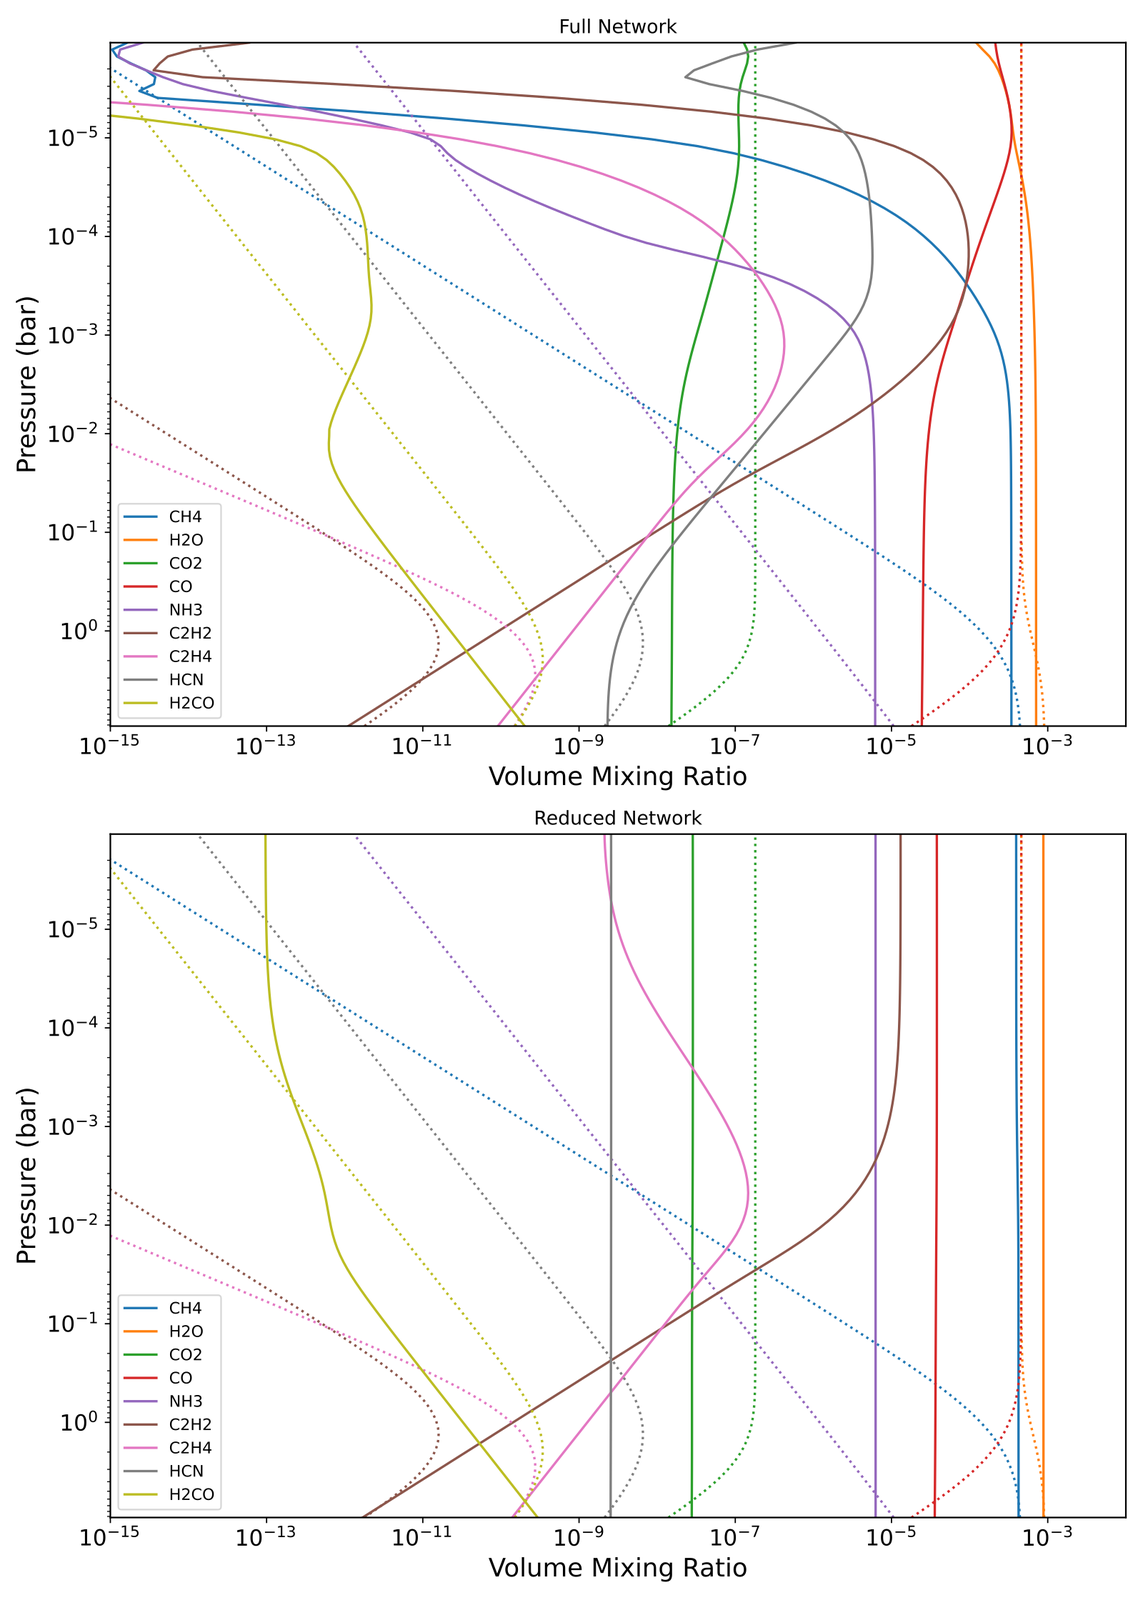 Full Network
10⁻⁵
10⁻⁴
10⁻³
10⁻²
10⁻¹
10⁰
Pressure (bar)
CH4
H2O
CO2
CO
NH3
C2H2
C2H4
HCN
H2CO
10⁻¹⁵ 10⁻¹³ 10⁻¹¹ 10⁻⁹ 10⁻⁷ 10⁻⁵ 10⁻³
Volume Mixing Ratio
Reduced Network
10⁻⁵
10⁻⁴
10⁻³
10⁻²
10⁻¹
10⁰
Pressure (bar)
CH4
H2O
CO2
CO
NH3
C2H2
C2H4
HCN
H2CO
10⁻¹⁵ 10⁻¹³ 10⁻¹¹ 10⁻⁹ 10⁻⁷ 10⁻⁵ 10⁻³
Volume Mixing Ratio